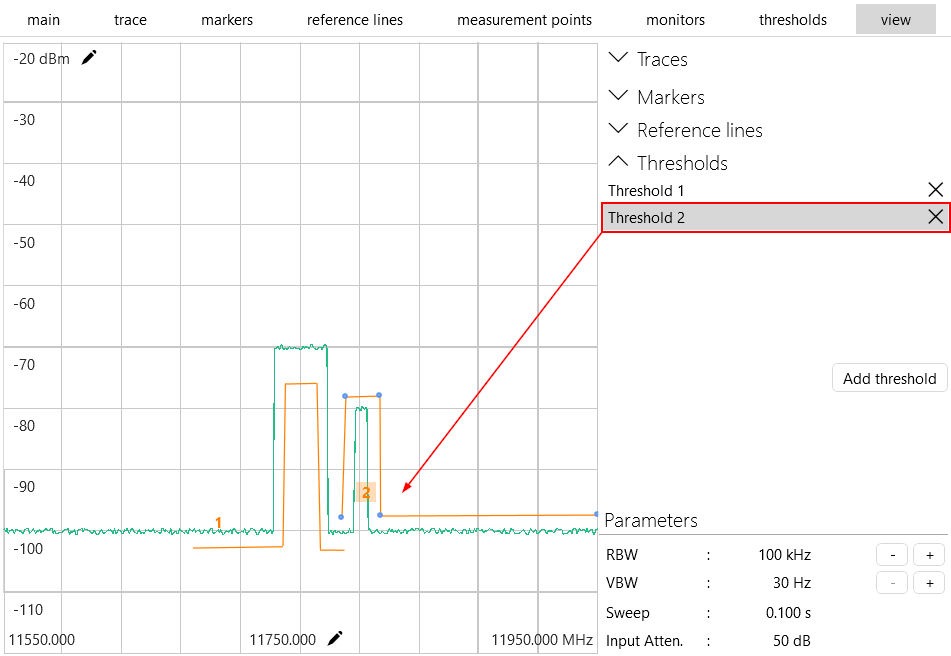 main trace markers reference lines measurement points monitors thresholds view
-20 dBm
-30
-40
-50
-60
-70
-80
-90
-100
-110
1
2
11550.000 11750.000 11950.000 MHz
Traces
Markers
Reference lines
Thresholds
Threshold 1
Threshold 2
Add threshold
Parameters
RBW : 100 kHz - +
VBW : 30 Hz - +
Sweep : 0.100 s
Input Atten. : 50 dB